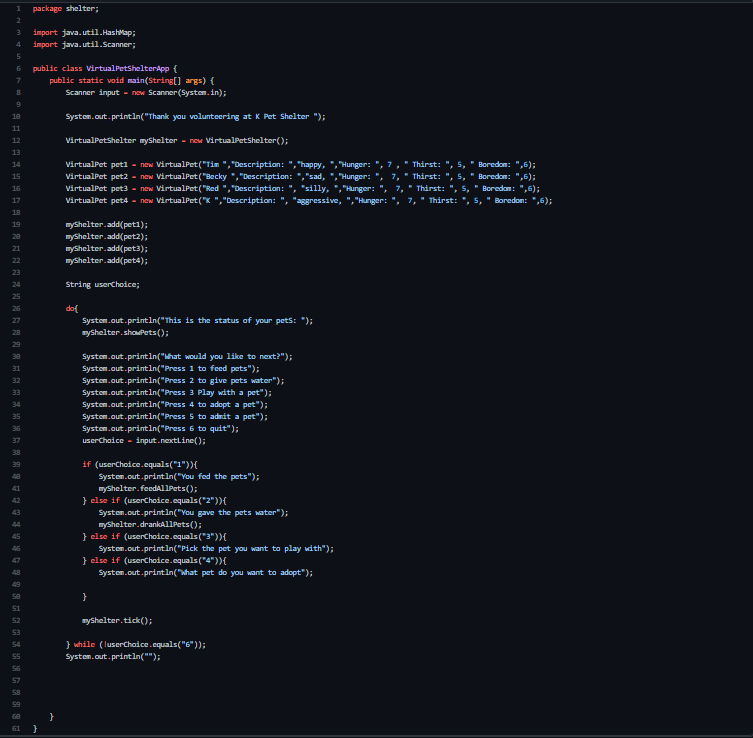 1 package shelter;
2
3 import java.util.HashMap;
4 import java.util.Scanner;
5
6 public class VirtualPetShelterApp {
7 public static void main(String[] args) {
8 Scanner input = new Scanner(System.in);
9
10 System.out.println("Thank you volunteering at K Pet Shelter ");
11
12 VirtualPetShelter myShelter = new VirtualPetShelter();
13
14 VirtualPet pet1 = new VirtualPet("Tim ","Description: ","happy, ","Hunger: ", 7 , " Thirst: ", 5, " Boredom: ",6);
15 VirtualPet pet2 = new VirtualPet("Becky ","Description: ","sad, ","Hunger: ", 7, " Thirst: ", 5, " Boredom: ",6);
16 VirtualPet pet3 = new VirtualPet("Red ","Description: ", "silly, ","Hunger: ", 7, " Thirst: ", 5, " Boredom: ",6);
17 VirtualPet pet4 = new VirtualPet("K ","Description: ", "aggressive, ","Hunger: ", 7, " Thirst: ", 5, " Boredom: ",6);
18
19 myShelter.add(pet1);
20 myShelter.add(pet2);
21 myShelter.add(pet3);
22 myShelter.add(pet4);
23
24 String userChoice;
25
26 do{
27 System.out.println("This is the status of your petS: ");
28 myShelter.showPets();
29
30 System.out.println("What would you like to next?");
31 System.out.println("Press 1 to feed pets");
32 System.out.println("Press 2 to give pets water");
33 System.out.println("Press 3 Play with a pet");
34 System.out.println("Press 4 to adopt a pet");
35 System.out.println("Press 5 to admit a pet");
36 System.out.println("Press 6 to quit");
37 userChoice = input.nextLine();
38
39 if (userChoice.equals("1")){
40 System.out.println("You fed the pets");
41 myShelter.feedAllPets();
42 } else if (userChoice.equals("2")){
43 System.out.println("You gave the pets water");
44 myShelter.drankAllPets();
45 } else if (userChoice.equals("3")){
46 System.out.println("Pick the pet you want to play with");
47 } else if (userChoice.equals("4")){
48 System.out.println("What pet do you want to adopt");
49
50 }
51
52 myShelter.tick();
53
54 } while (!userChoice.equals("6"));
55 System.out.println("");
56
57
58
59
60 }
61 }